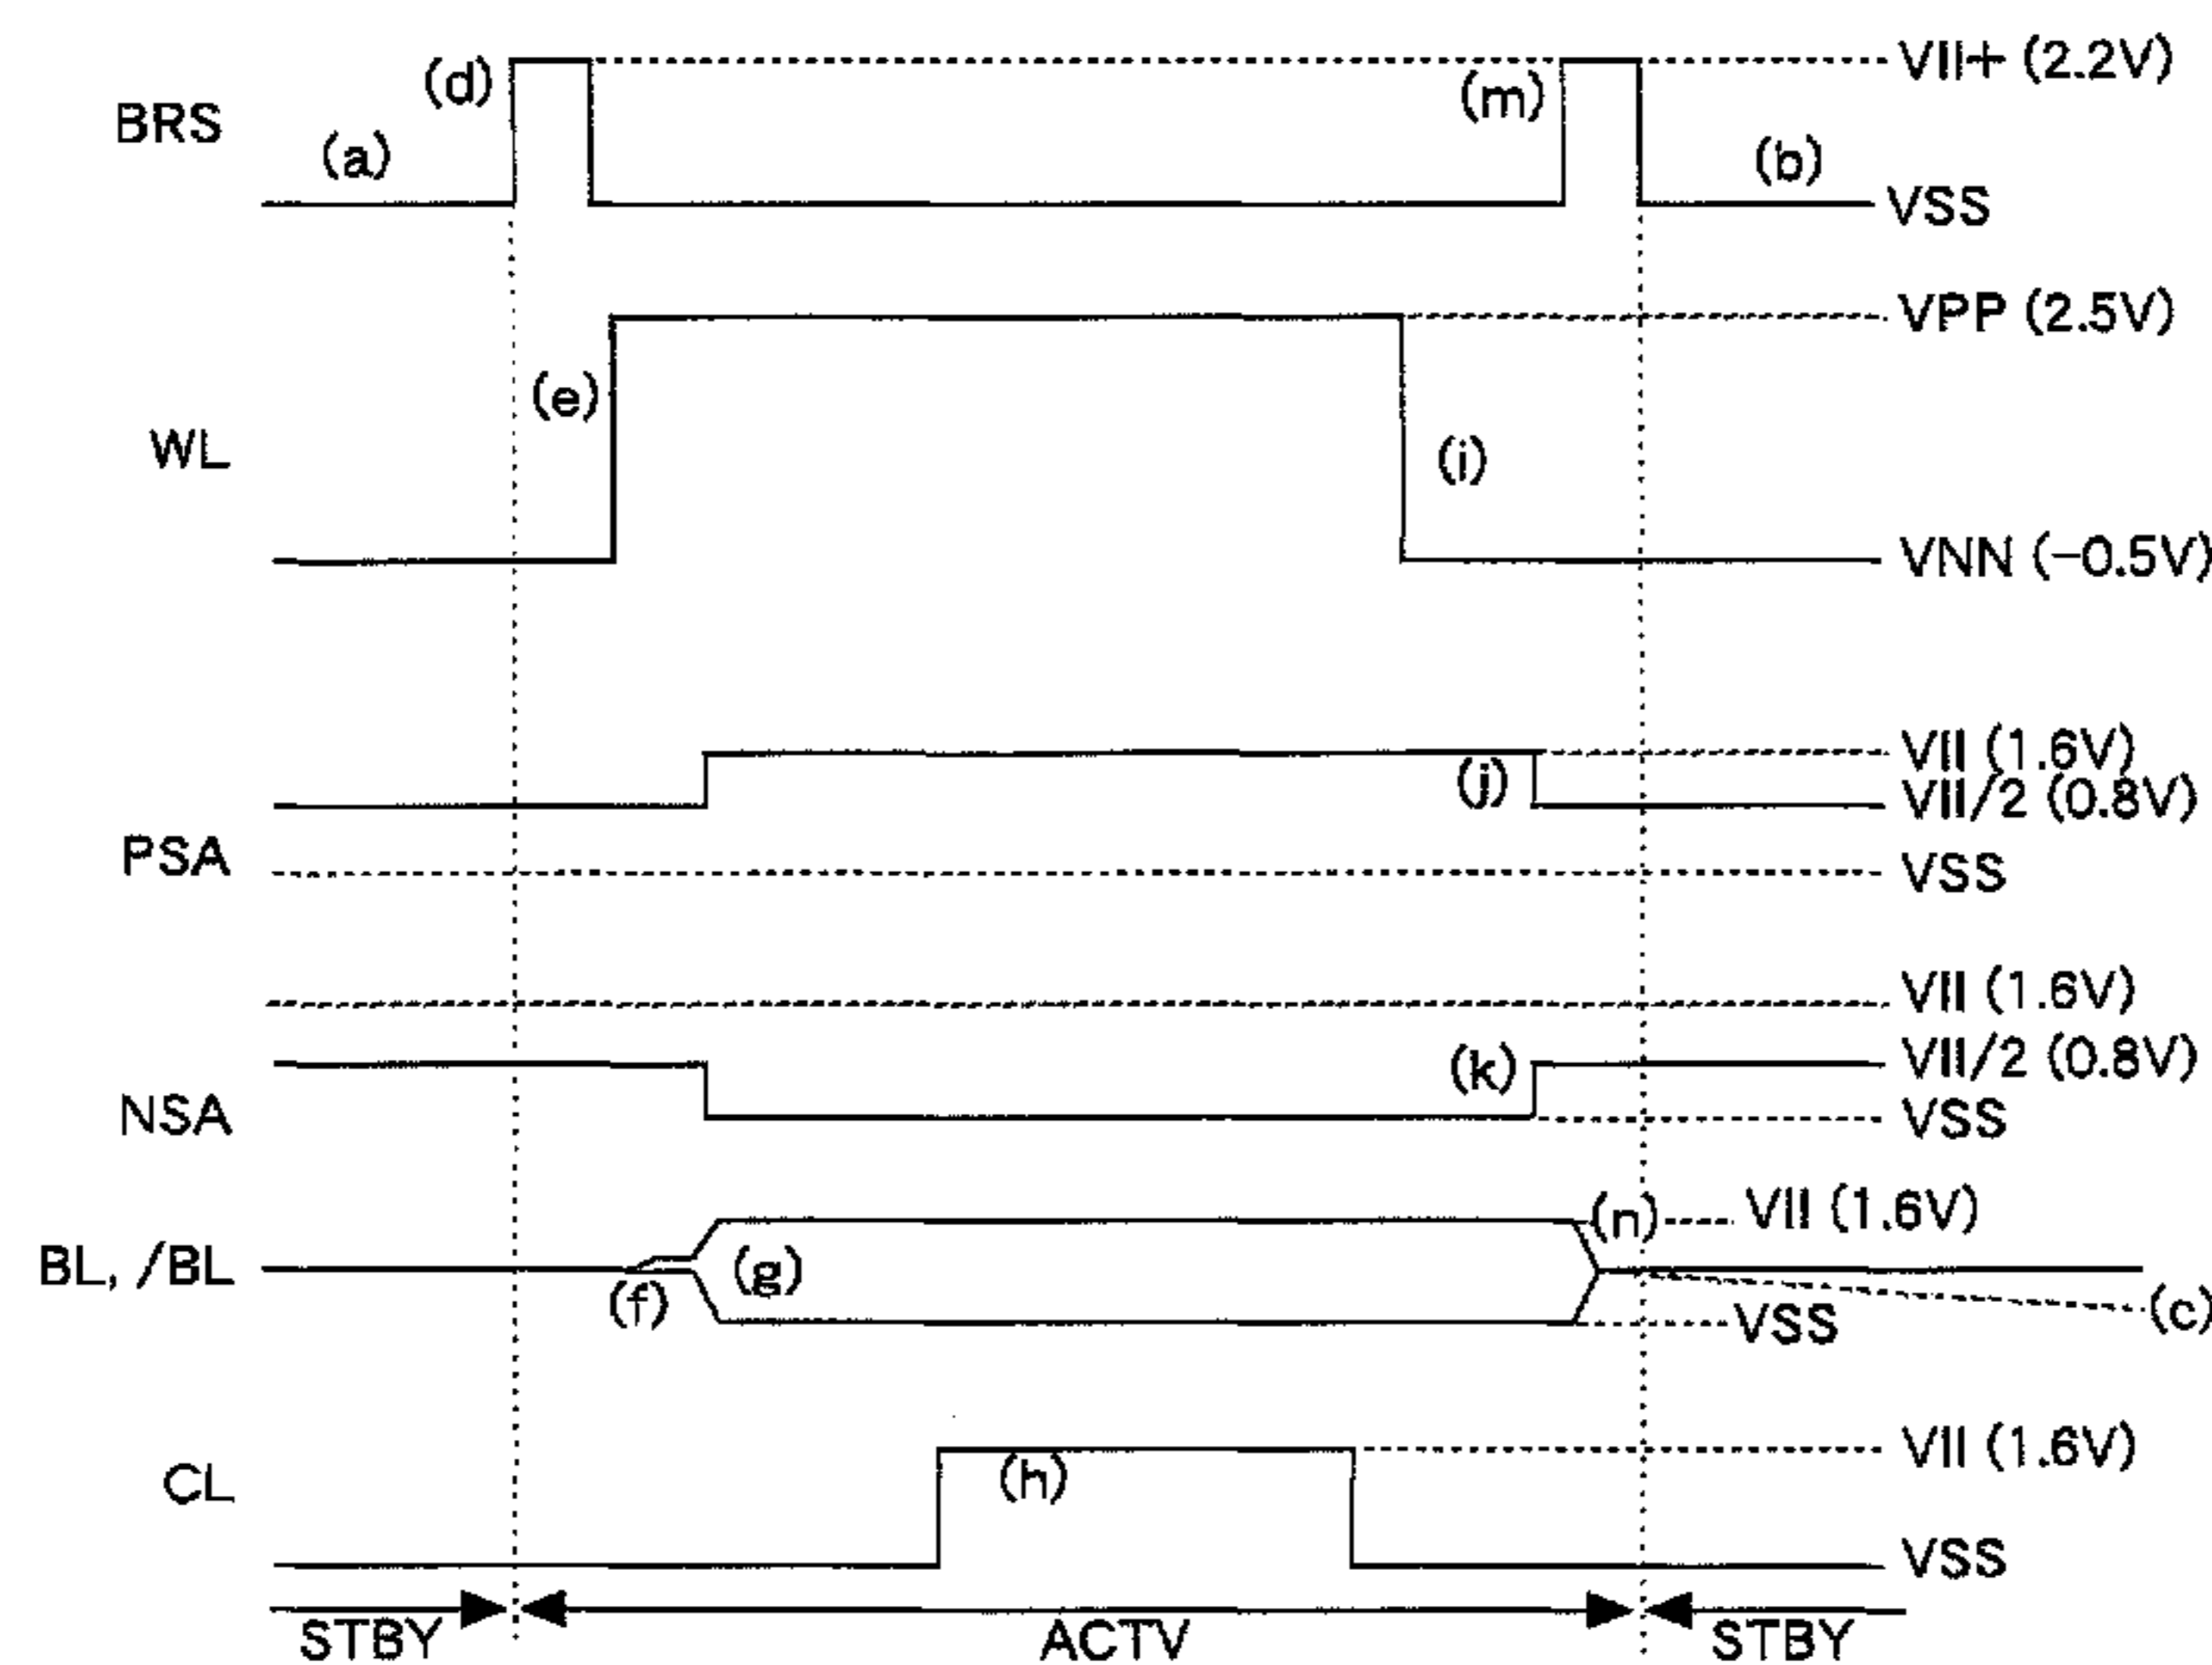 (d) (m) VII+ (2.2V)
BRS (a) (b)
VSS
VPP (2.5V)
(e)
WL (i)
VNN (-0.5V)
VII (1.6V)
(j) VII/2 (0.8V)
PSA VSS
VII (1.6V)
(k) VII/2 (0.8V)
NSA VSS
(n) VII (1.6V)
BL, /BL (f) (g) (c)
VSS
VII (1.6V)
CL (h)
VSS
STBY ACTV STBY